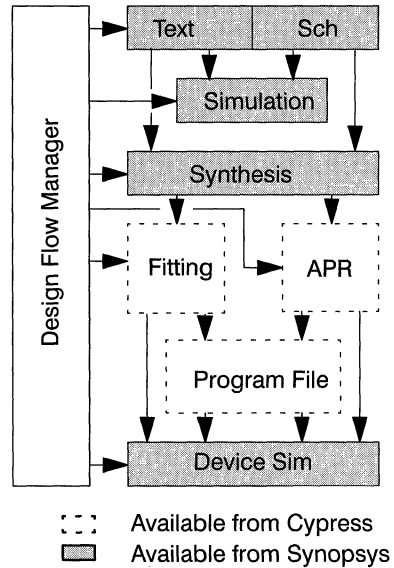 Text Sch
Simulation
Synthesis
Design Flow Manager
Fitting APR
Program File
Device Sim
Available from Cypress
Available from Synopsys